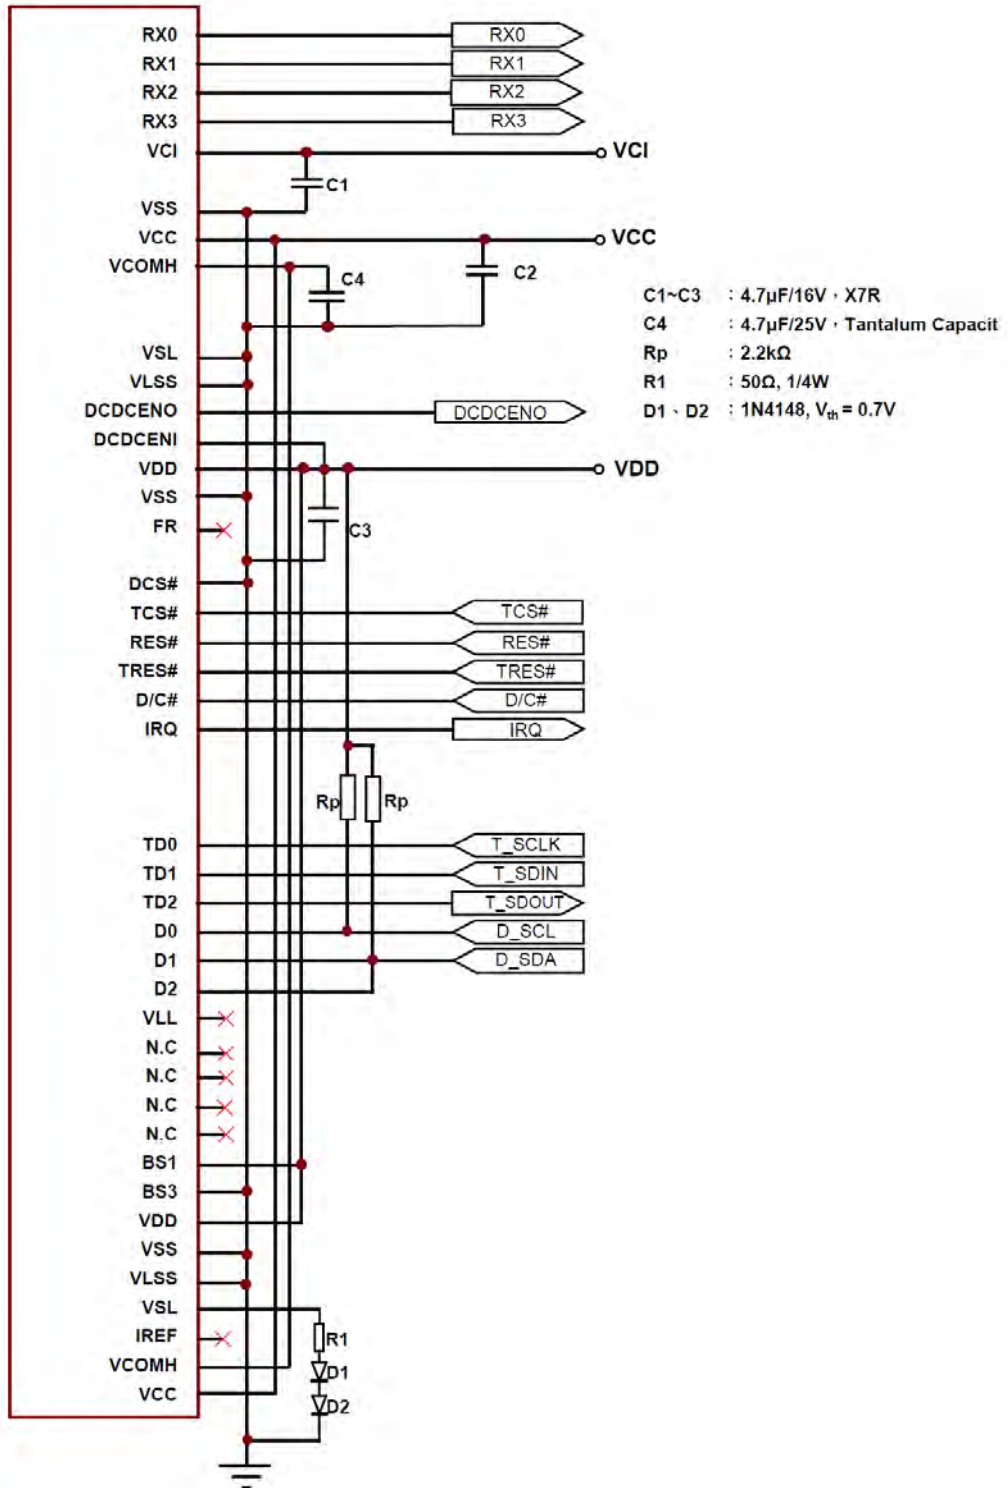 RX0 RX0
RX1 RX1
RX2 RX2
RX3 RX3
VCI VCI
C1
VSS
VCC VCC
VCOMH C4 C2
C1~C3 : 4.7µF/16V , X7R
C4 : 4.7µF/25V , Tantalum Capacit
VSL Rp : 2.2kΩ
VLSS R1 : 50Ω, 1/4W
DCDCENO DCDCENO D1、D2 : 1N4148, Vth = 0.7V
DCDCENI
VDD VDD
VSS
FR C3
DCS#
TCS# TCS#
RES# RES#
TRES# TRES#
D/C# D/C#
IRQ IRQ
Rp Rp
TD0 T_SCLK
TD1 T_SDIN
TD2 T_SDOUT
D0 D_SCL
D1 D_SDA
D2
VLL
N.C
N.C
N.C
N.C
BS1
BS3
VDD
VSS
VLSS
VSL
IREF R1
VCOMH D1
VCC D2